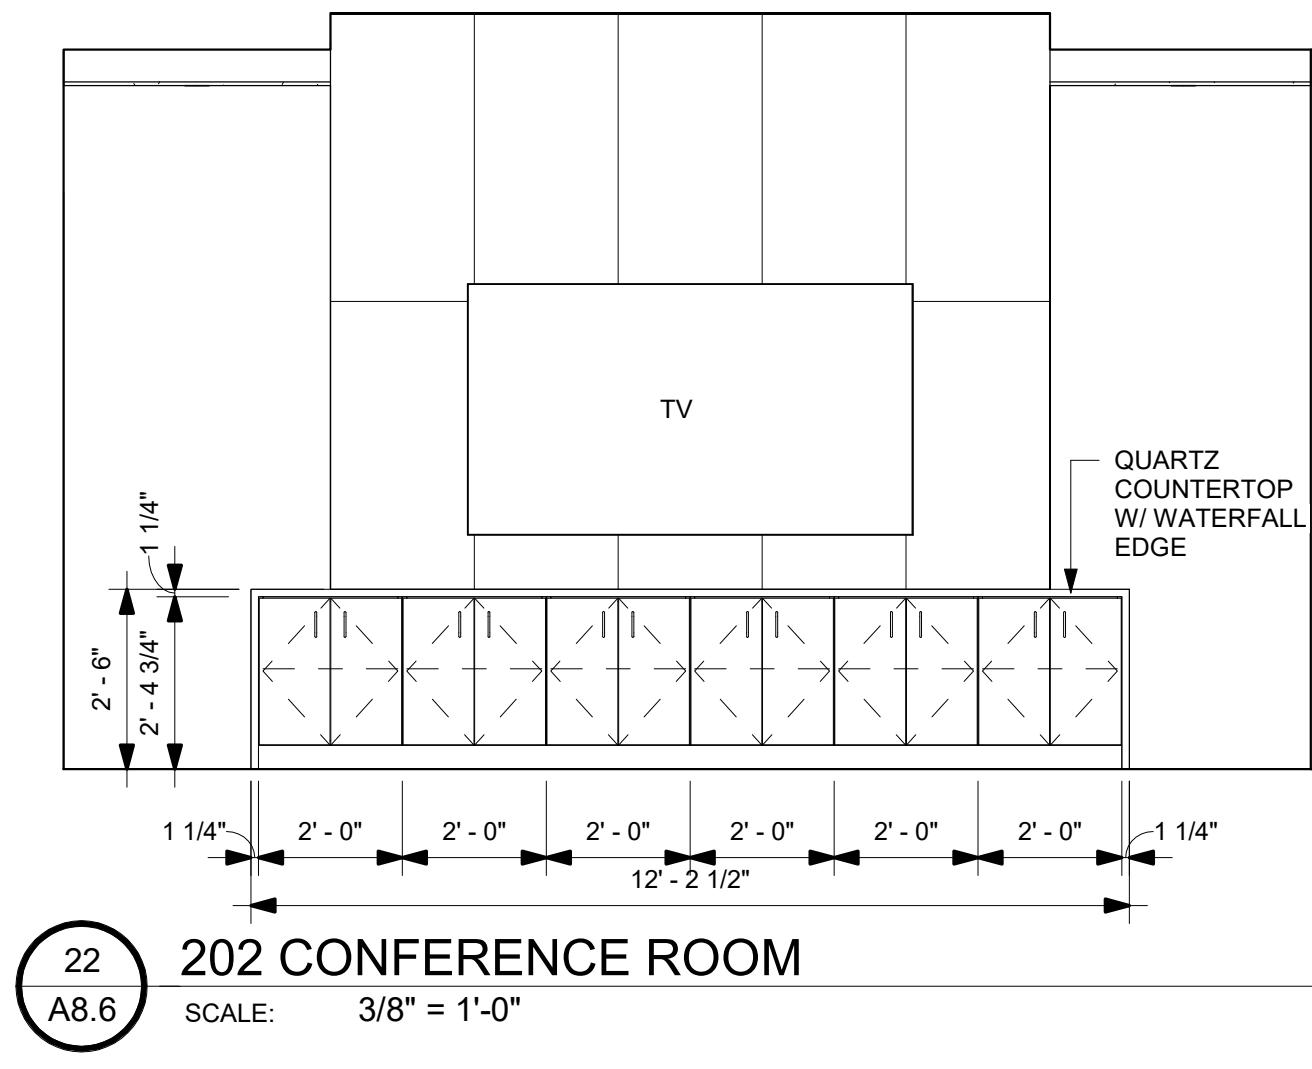 TV
QUARTZ
COUNTERTOP
W/ WATERFALL
EDGE
1 1/4"
2' - 6"
2' - 4 3/4"
1 1/4" 2' - 0" 2' - 0" 2' - 0" 2' - 0" 2' - 0" 2' - 0" 1 1/4"
12' - 2 1/2"
22
A8.6
202 CONFERENCE ROOM
SCALE: 3/8" = 1'-0"